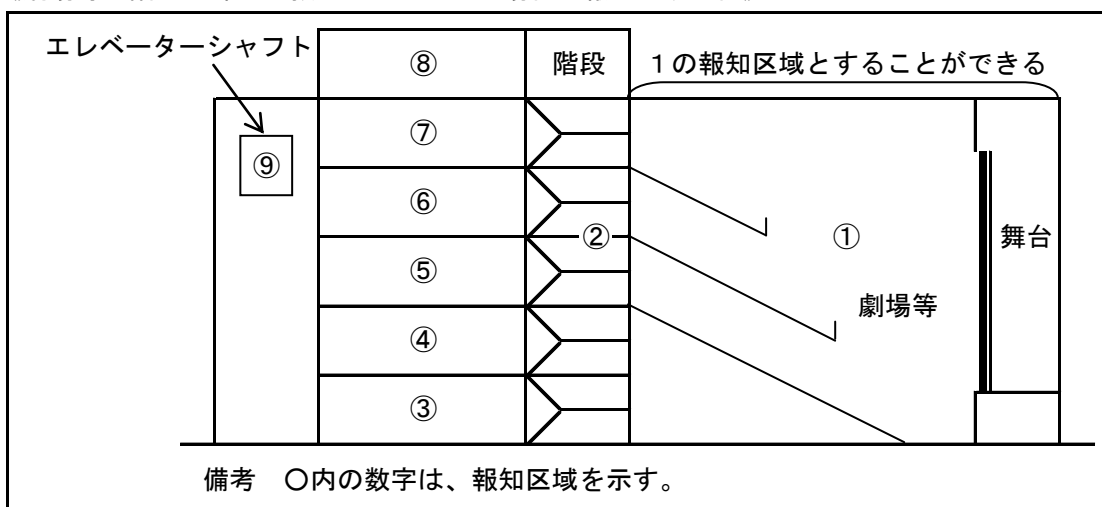 エレベーターシャフト
⑧
階段
1の報知区域とすることができる
⑦
⑨
⑥
②
①
舞台
⑤
劇場等
④
③
備考 〇内の数字は、報知区域を示す。